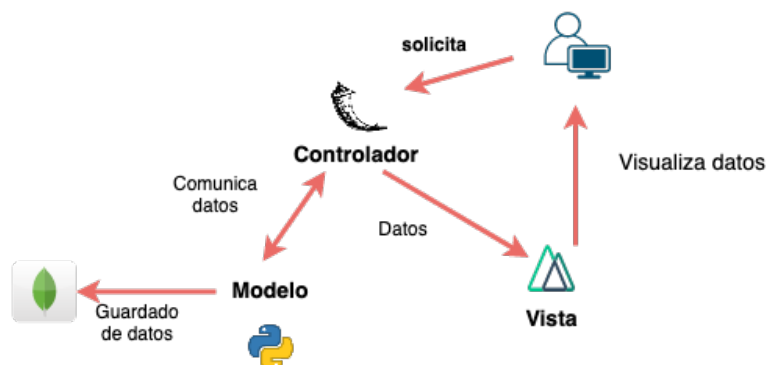 solicita
Controlador
Visualiza datos
Comunica
datos
Datos
Modelo
Guardado
de datos
Vista